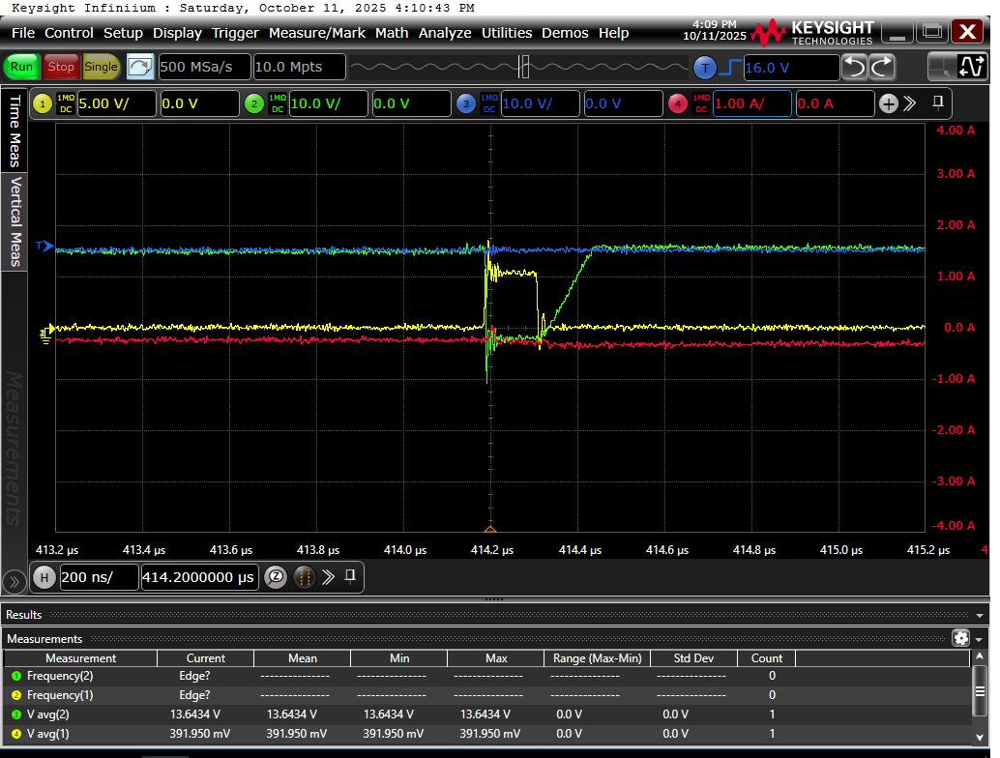 Keysight Infiniium : Saturday, October 11, 2025 4:10:43 PM
File Control Setup Display Trigger Measure/Mark Math Analyze Utilities Demos Help
4:09 PM
10/11/2025
KEYSIGHT
TECHNOLOGIES
X
Run Stop Single 500 MSa/s 10.0 Mpts T 16.0 V
1 1MΩ DC 5.00 V/ 0.0 V 2 1MΩ DC 10.0 V/ 0.0 V 3 1MΩ DC 10.0 V/ 0.0 V 4 1MΩ DC 1.00 A/ 0.0 A
Time Meas
Vertical Meas
Measurements
4.00 A
3.00 A
2.00 A
T
1.00 A
0.0 A
-1.00 A
-2.00 A
-3.00 A
-4.00 A
413.2 µs 413.4 µs 413.6 µs 413.8 µs 414.0 µs 414.2 µs 414.4 µs 414.6 µs 414.8 µs 415.0 µs 415.2 µs 4
H 200 ns/ 414.2000000 µs Z
Results
Measurements
Measurement Current Mean Min Max Range (Max-Min) Std Dev Count
1 Frequency(2) Edge? --------------- --------------- --------------- --------------- --------------- 0
2 Frequency(1) Edge? --------------- --------------- --------------- --------------- --------------- 0
3 V avg(2) 13.6434 V 13.6434 V 13.6434 V 13.6434 V 0.0 V 0.0 V 1
4 V avg(1) 391.950 mV 391.950 mV 391.950 mV 391.950 mV 0.0 V 0.0 V 1